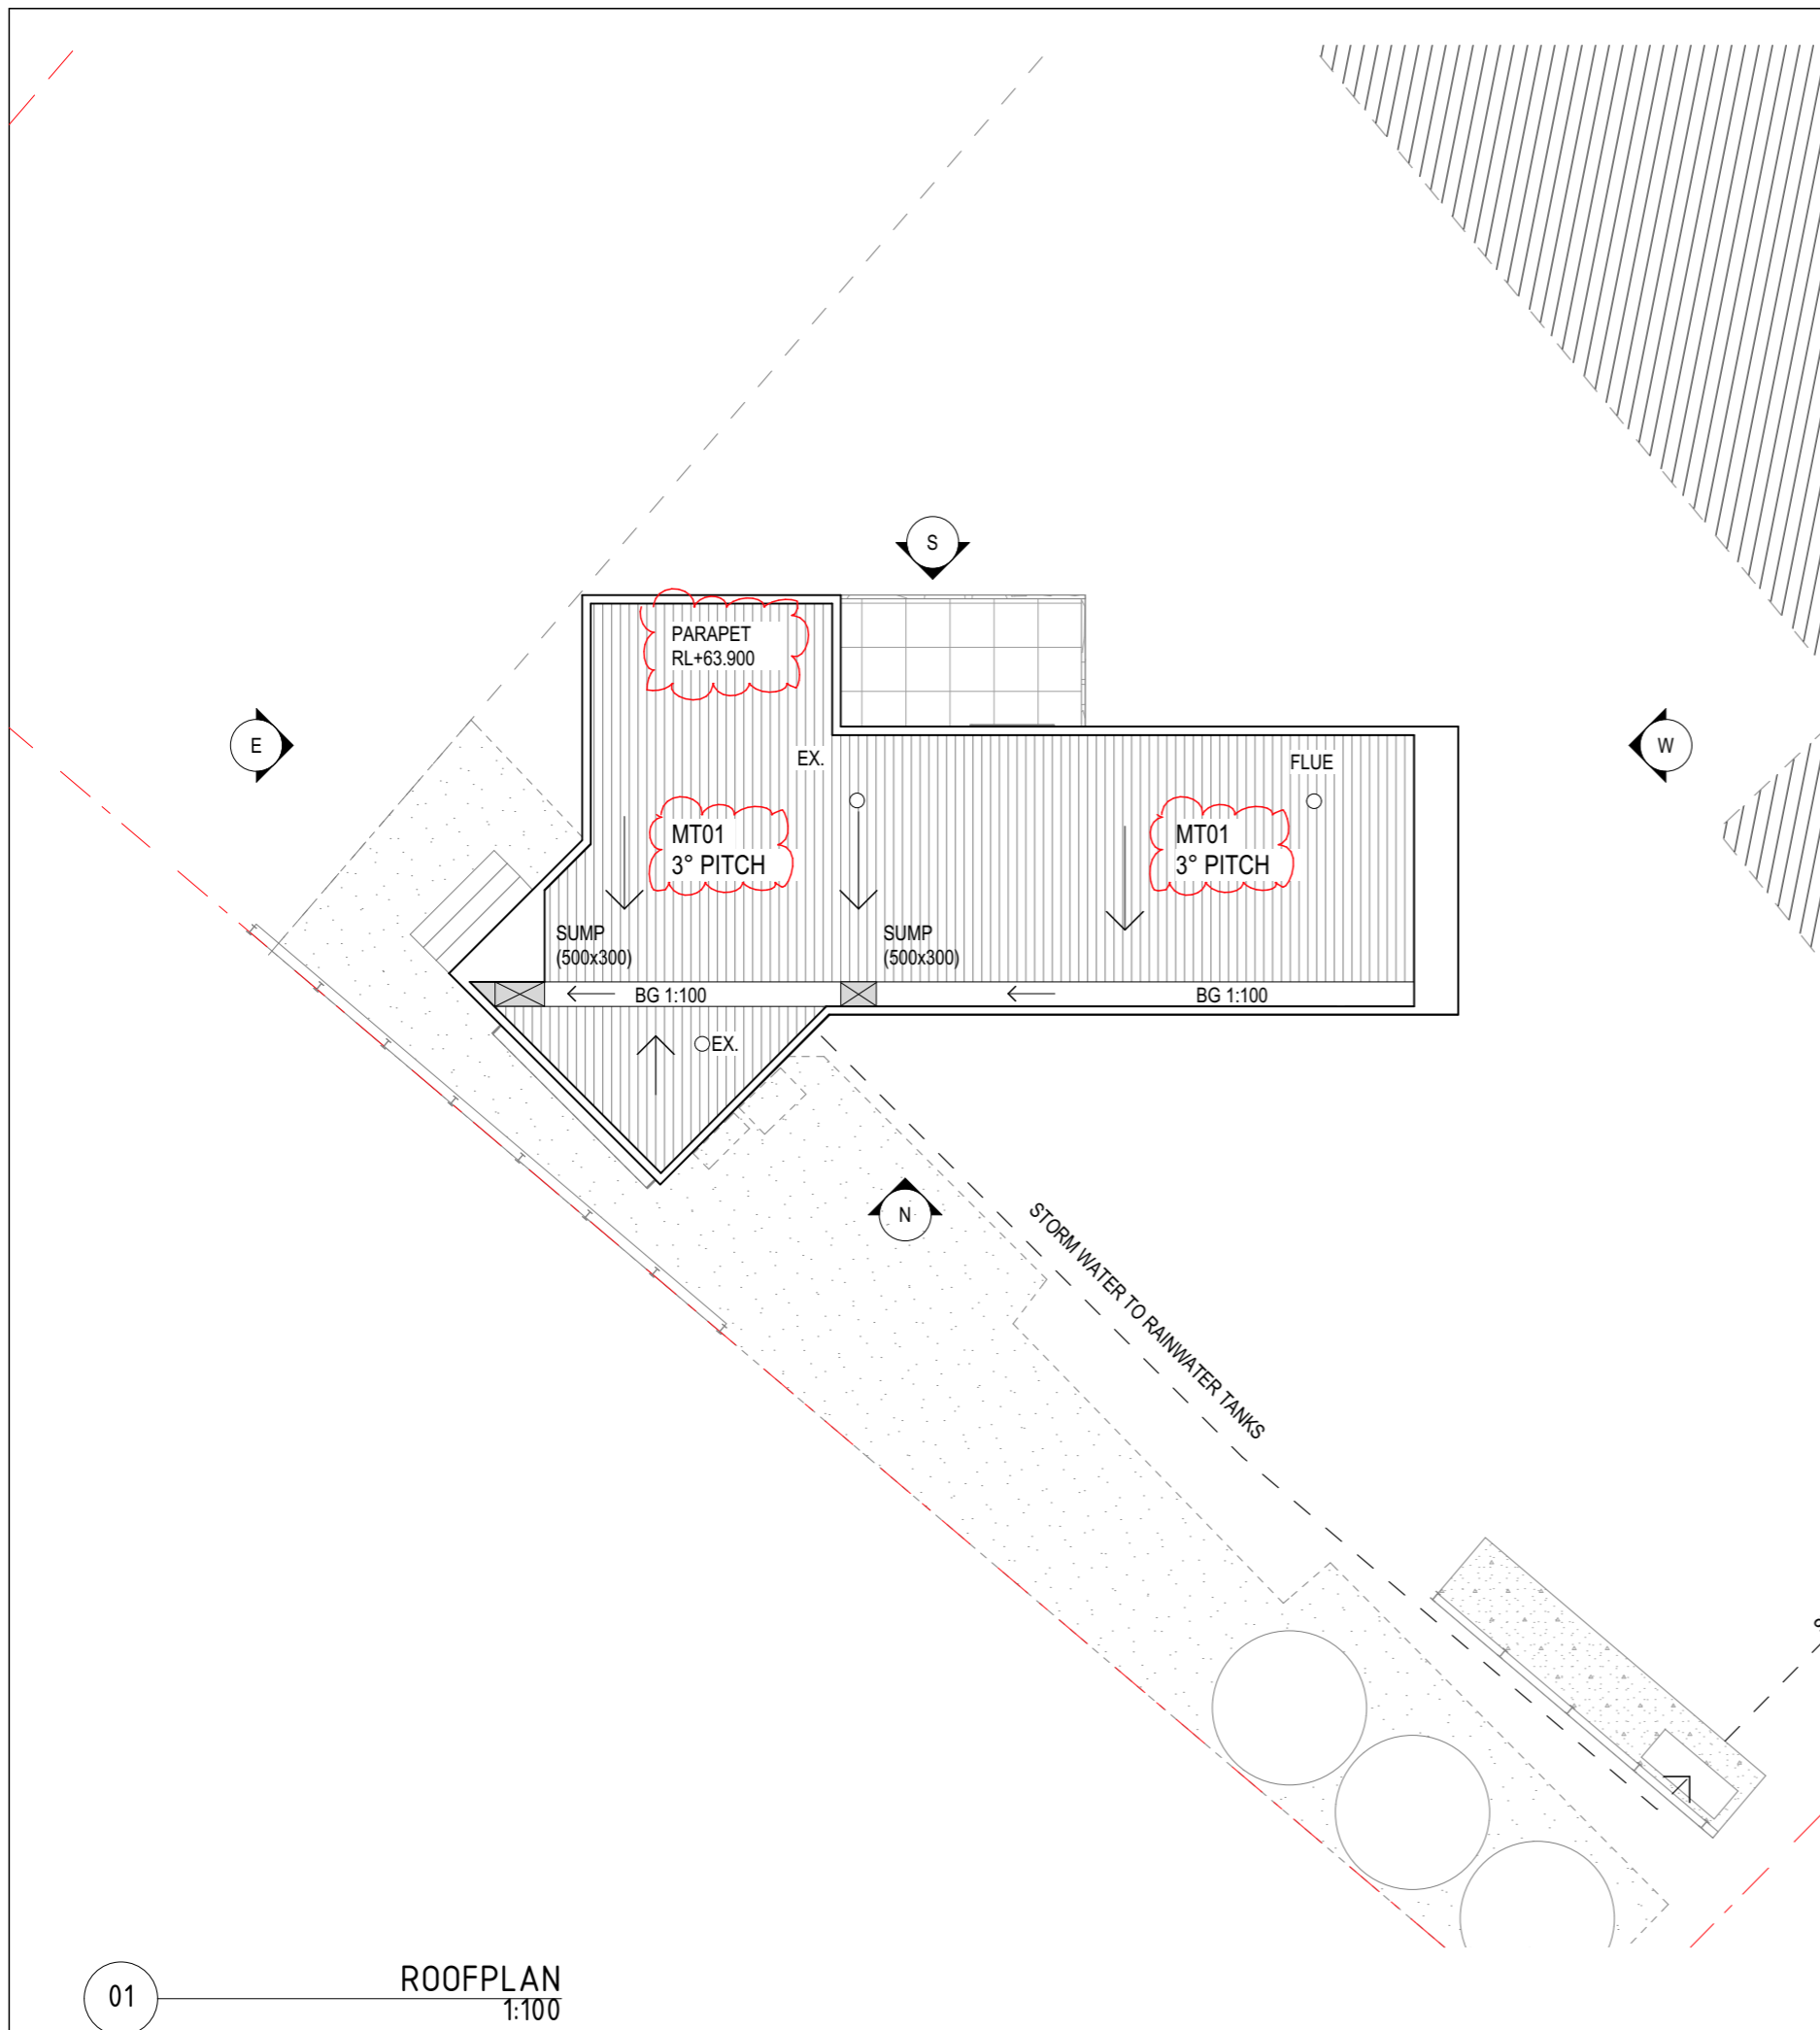 S
PARAPET
RL+63.900
E
W
EX.
FLUE
MT01
3° PITCH
MT01
3° PITCH
SUMP
(500x300)
SUMP
(500x300)
BG 1:100
BG 1:100
EX.
N
STORM WATER TO RAINWATER TANKS
01
ROOFPLAN
1:100